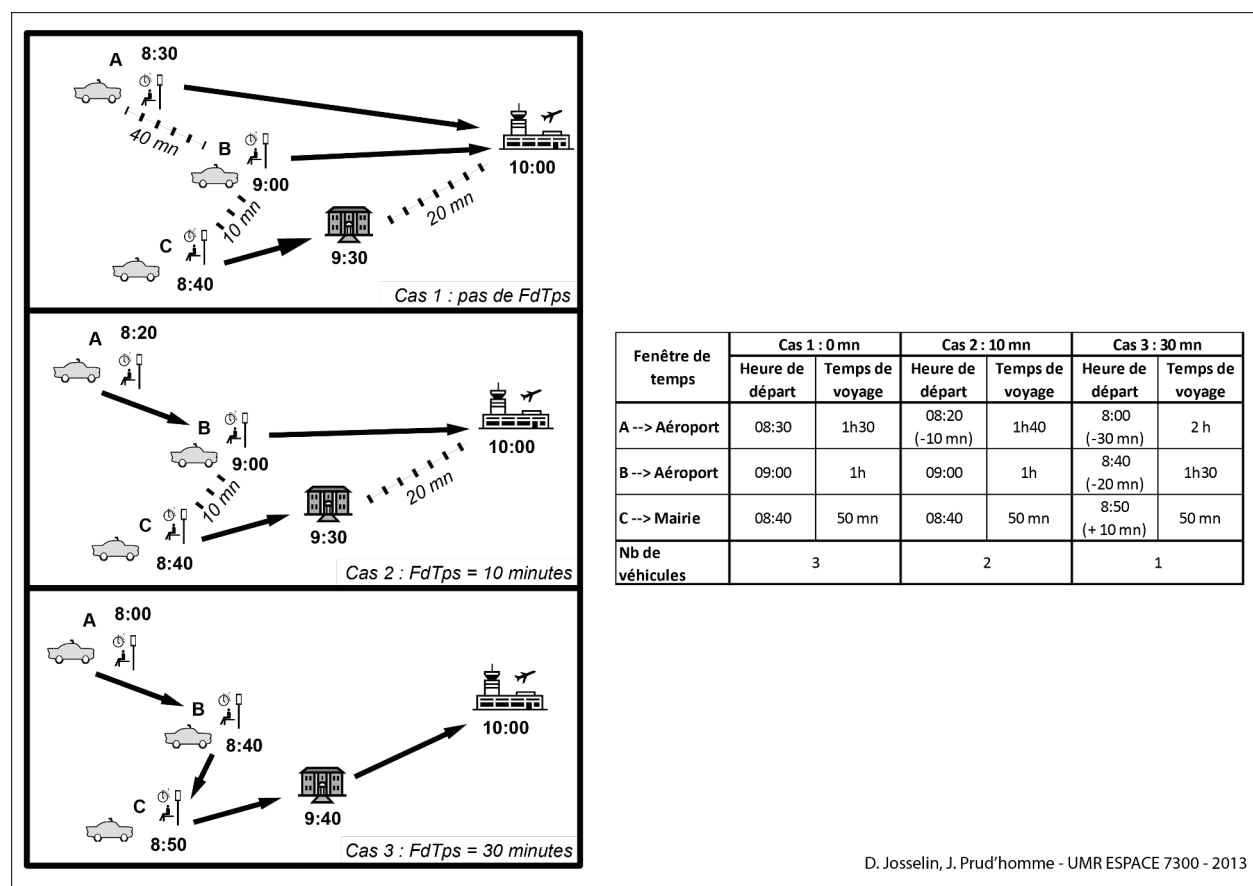 A 8:30
40 mn
B
9:00
10:00
10 mn
20 mn
C
8:40
9:30
Cas 1 : pas de FdTps
A 8:20
B
9:00
10:00
10 mn
20 mn
C
8:40
9:30
Cas 2 : FdTps = 10 minutes
A 8:00
B
8:40
10:00
C
8:50
9:40
Cas 3 : FdTps = 30 minutes
Fenêtre de temps
Cas 1 : 0 mn Cas 2 : 10 mn Cas 3 : 30 mn
Heure de départ Temps de voyage Heure de départ Temps de voyage Heure de départ Temps de voyage
A --> Aéroport 08:30 1h30 08:20 (-10 mn) 1h40 8:00 (-30 mn) 2 h
B --> Aéroport 09:00 1h 09:00 1h 8:40 (-20 mn) 1h30
C --> Mairie 08:40 50 mn 08:40 50 mn 8:50 (+ 10 mn) 50 mn
Nb de véhicules 3 2 1
D. Josselin, J. Prud'homme - UMR ESPACE 7300 - 2013